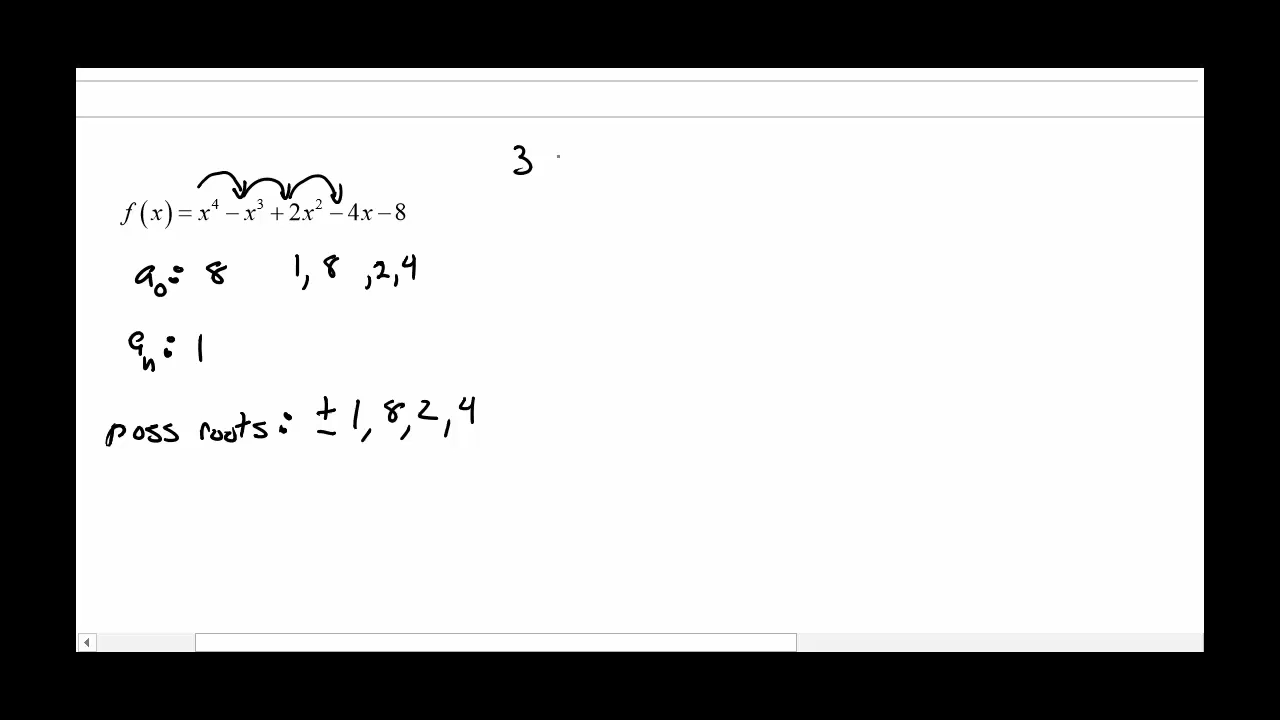 3
f(x) = x⁴ − x³ + 2x² − 4x − 8
a₀: 8 1, 8 , 2, 4
aₙ: 1
poss roots: ± 1, 8, 2, 4